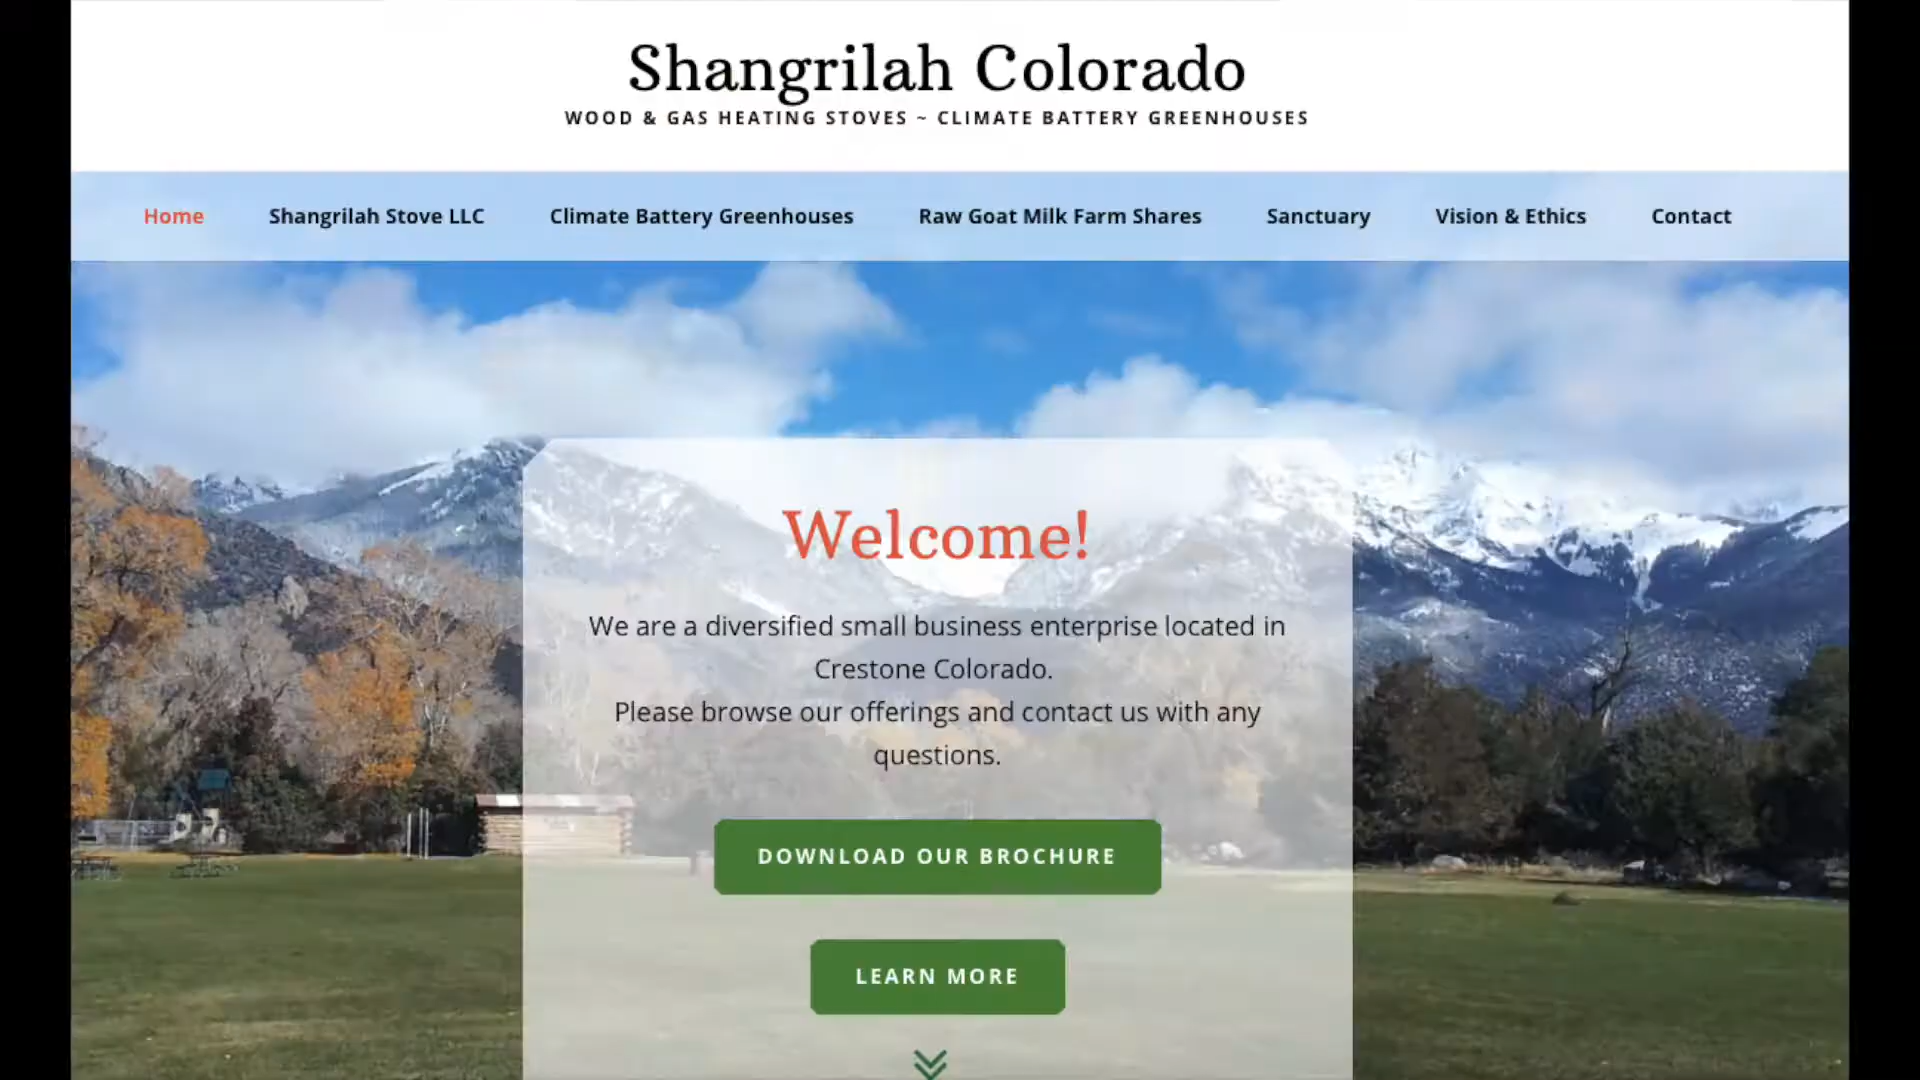 Shangrilah Colorado
WOOD & GAS HEATING STOVES ~ CLIMATE BATTERY GREENHOUSES
Home Shangrilah Stove LLC Climate Battery Greenhouses Raw Goat Milk Farm Shares Sanctuary Vision & Ethics Contact
Welcome!
We are a diversified small business enterprise located in
Crestone Colorado.
Please browse our offerings and contact us with any
questions.
DOWNLOAD OUR BROCHURE
LEARN MORE